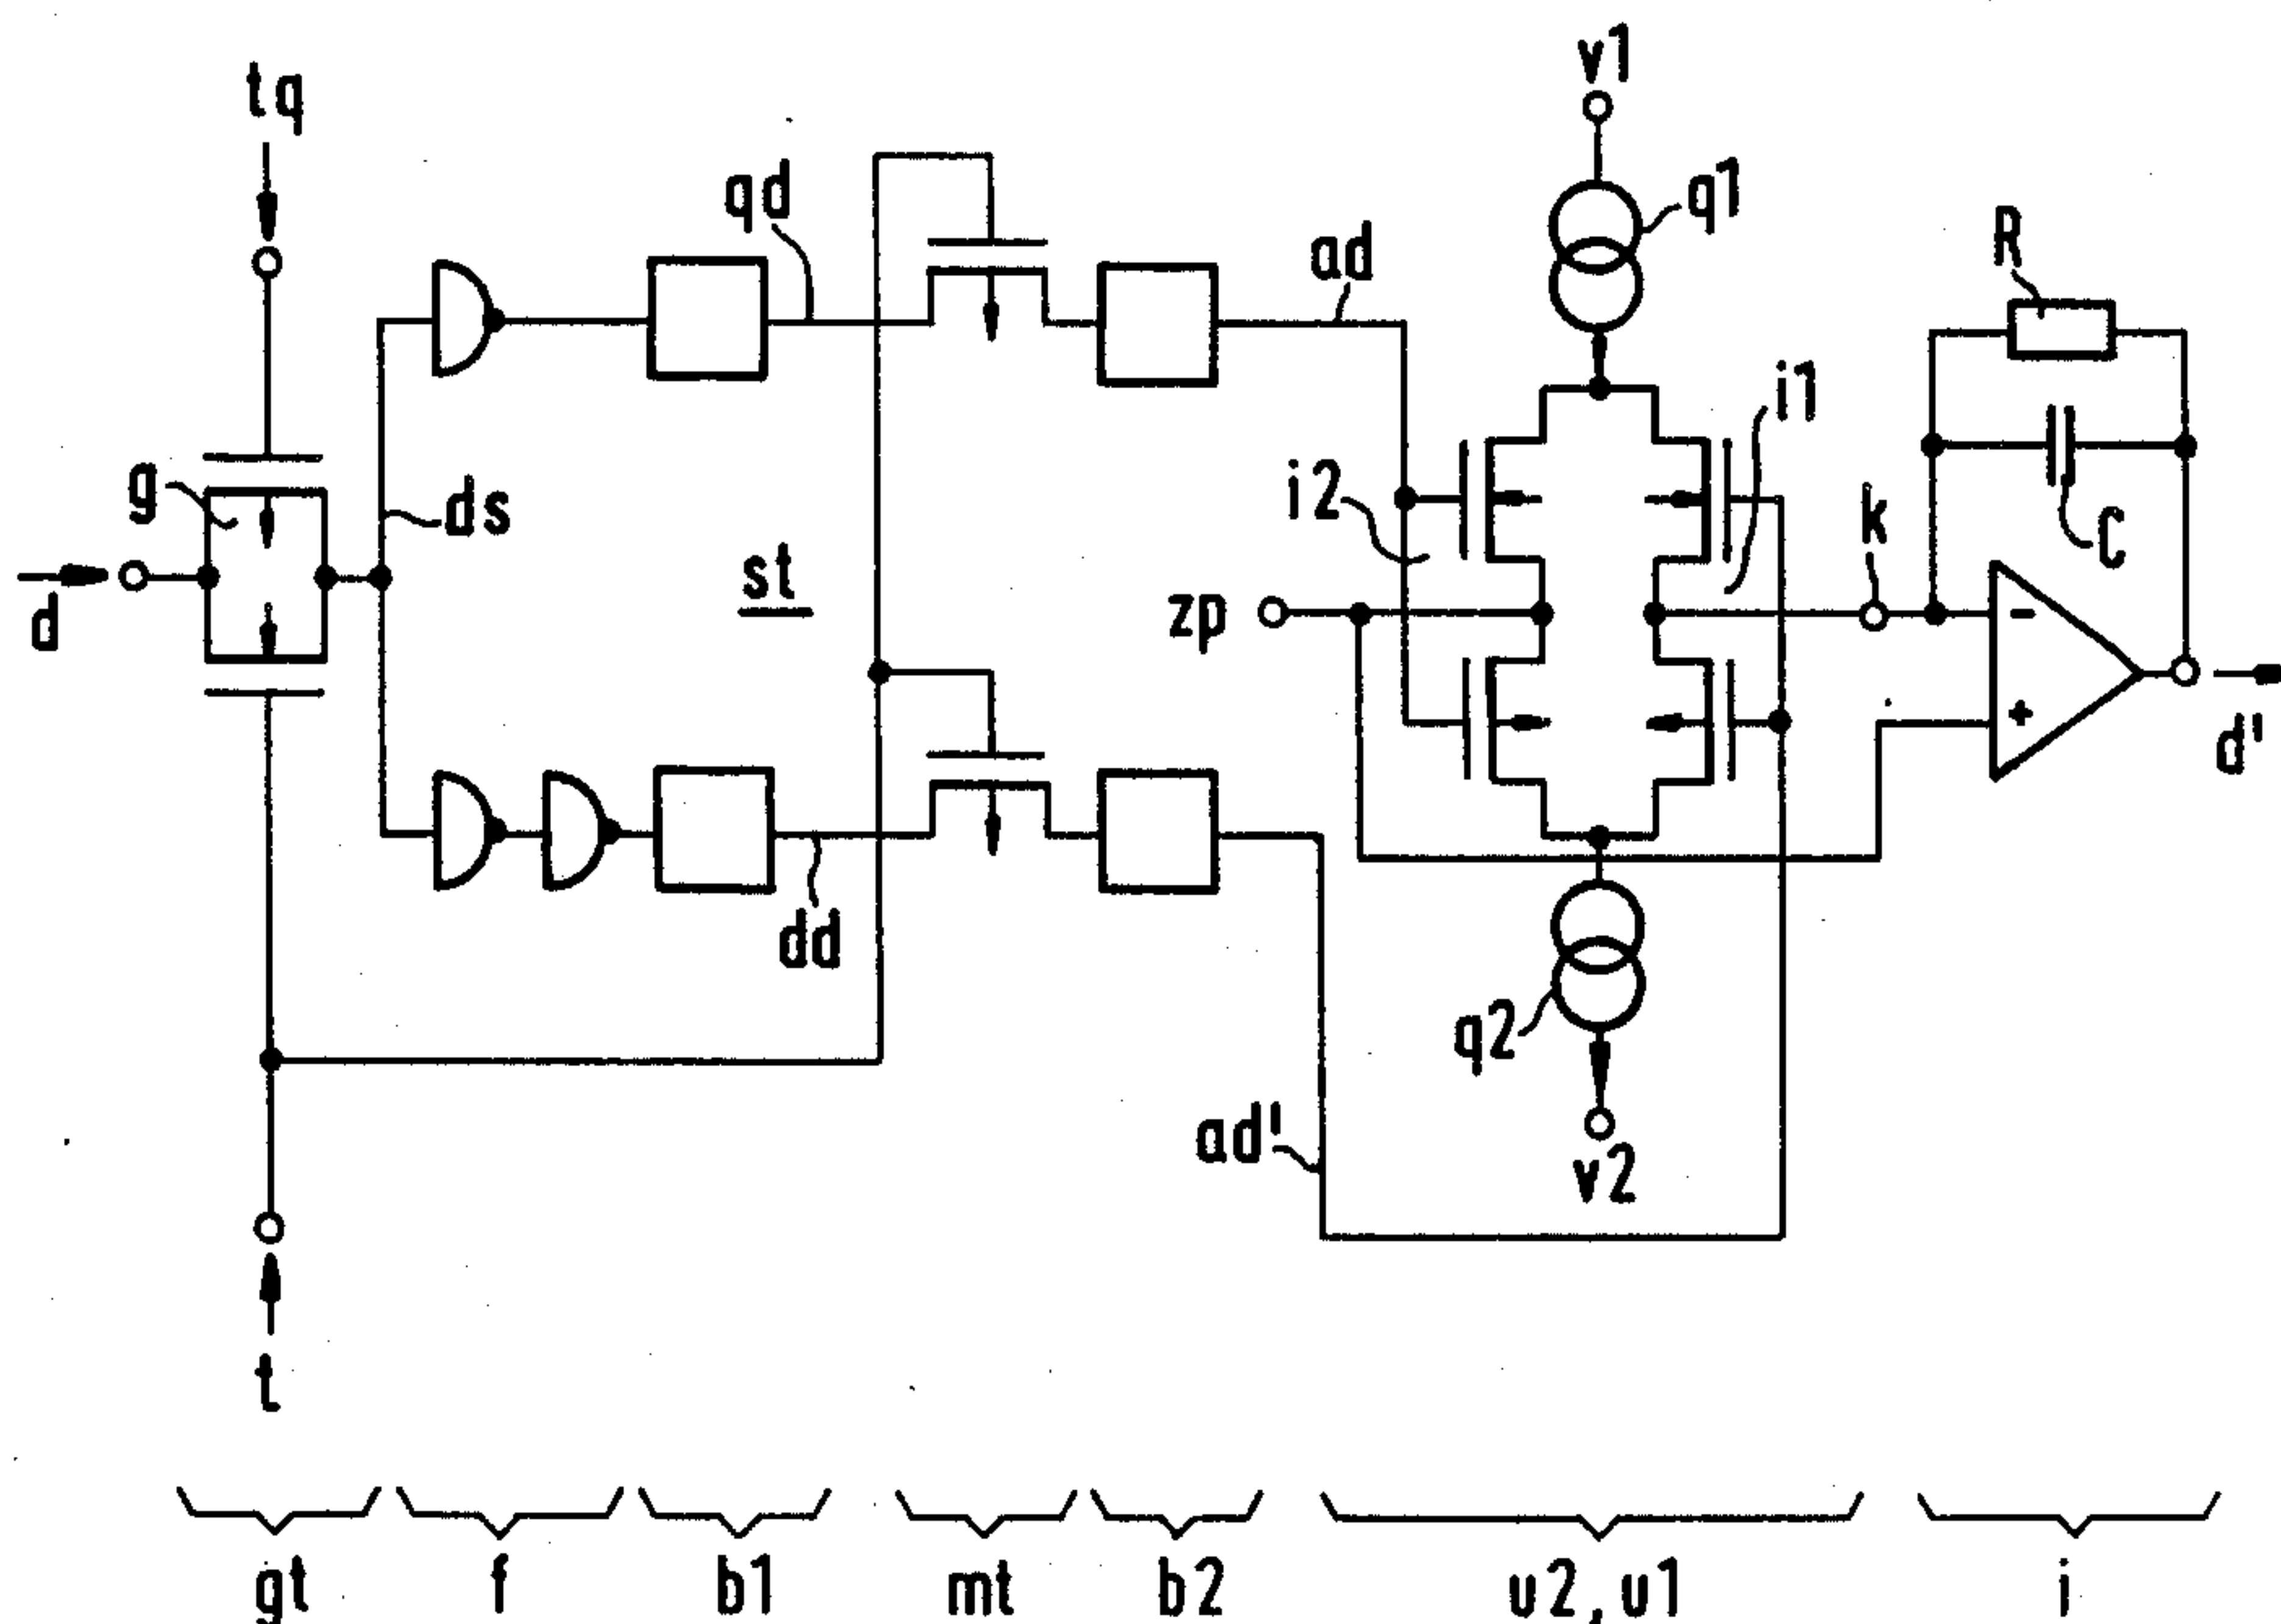 tq
v1
qd
q1
ad
R
i1
g
ds
i2
k
C
st
d
zp
-
+
d'
dd
q2
ad'
v2
t
gt
f
b1
mt
b2
u2, u1
i